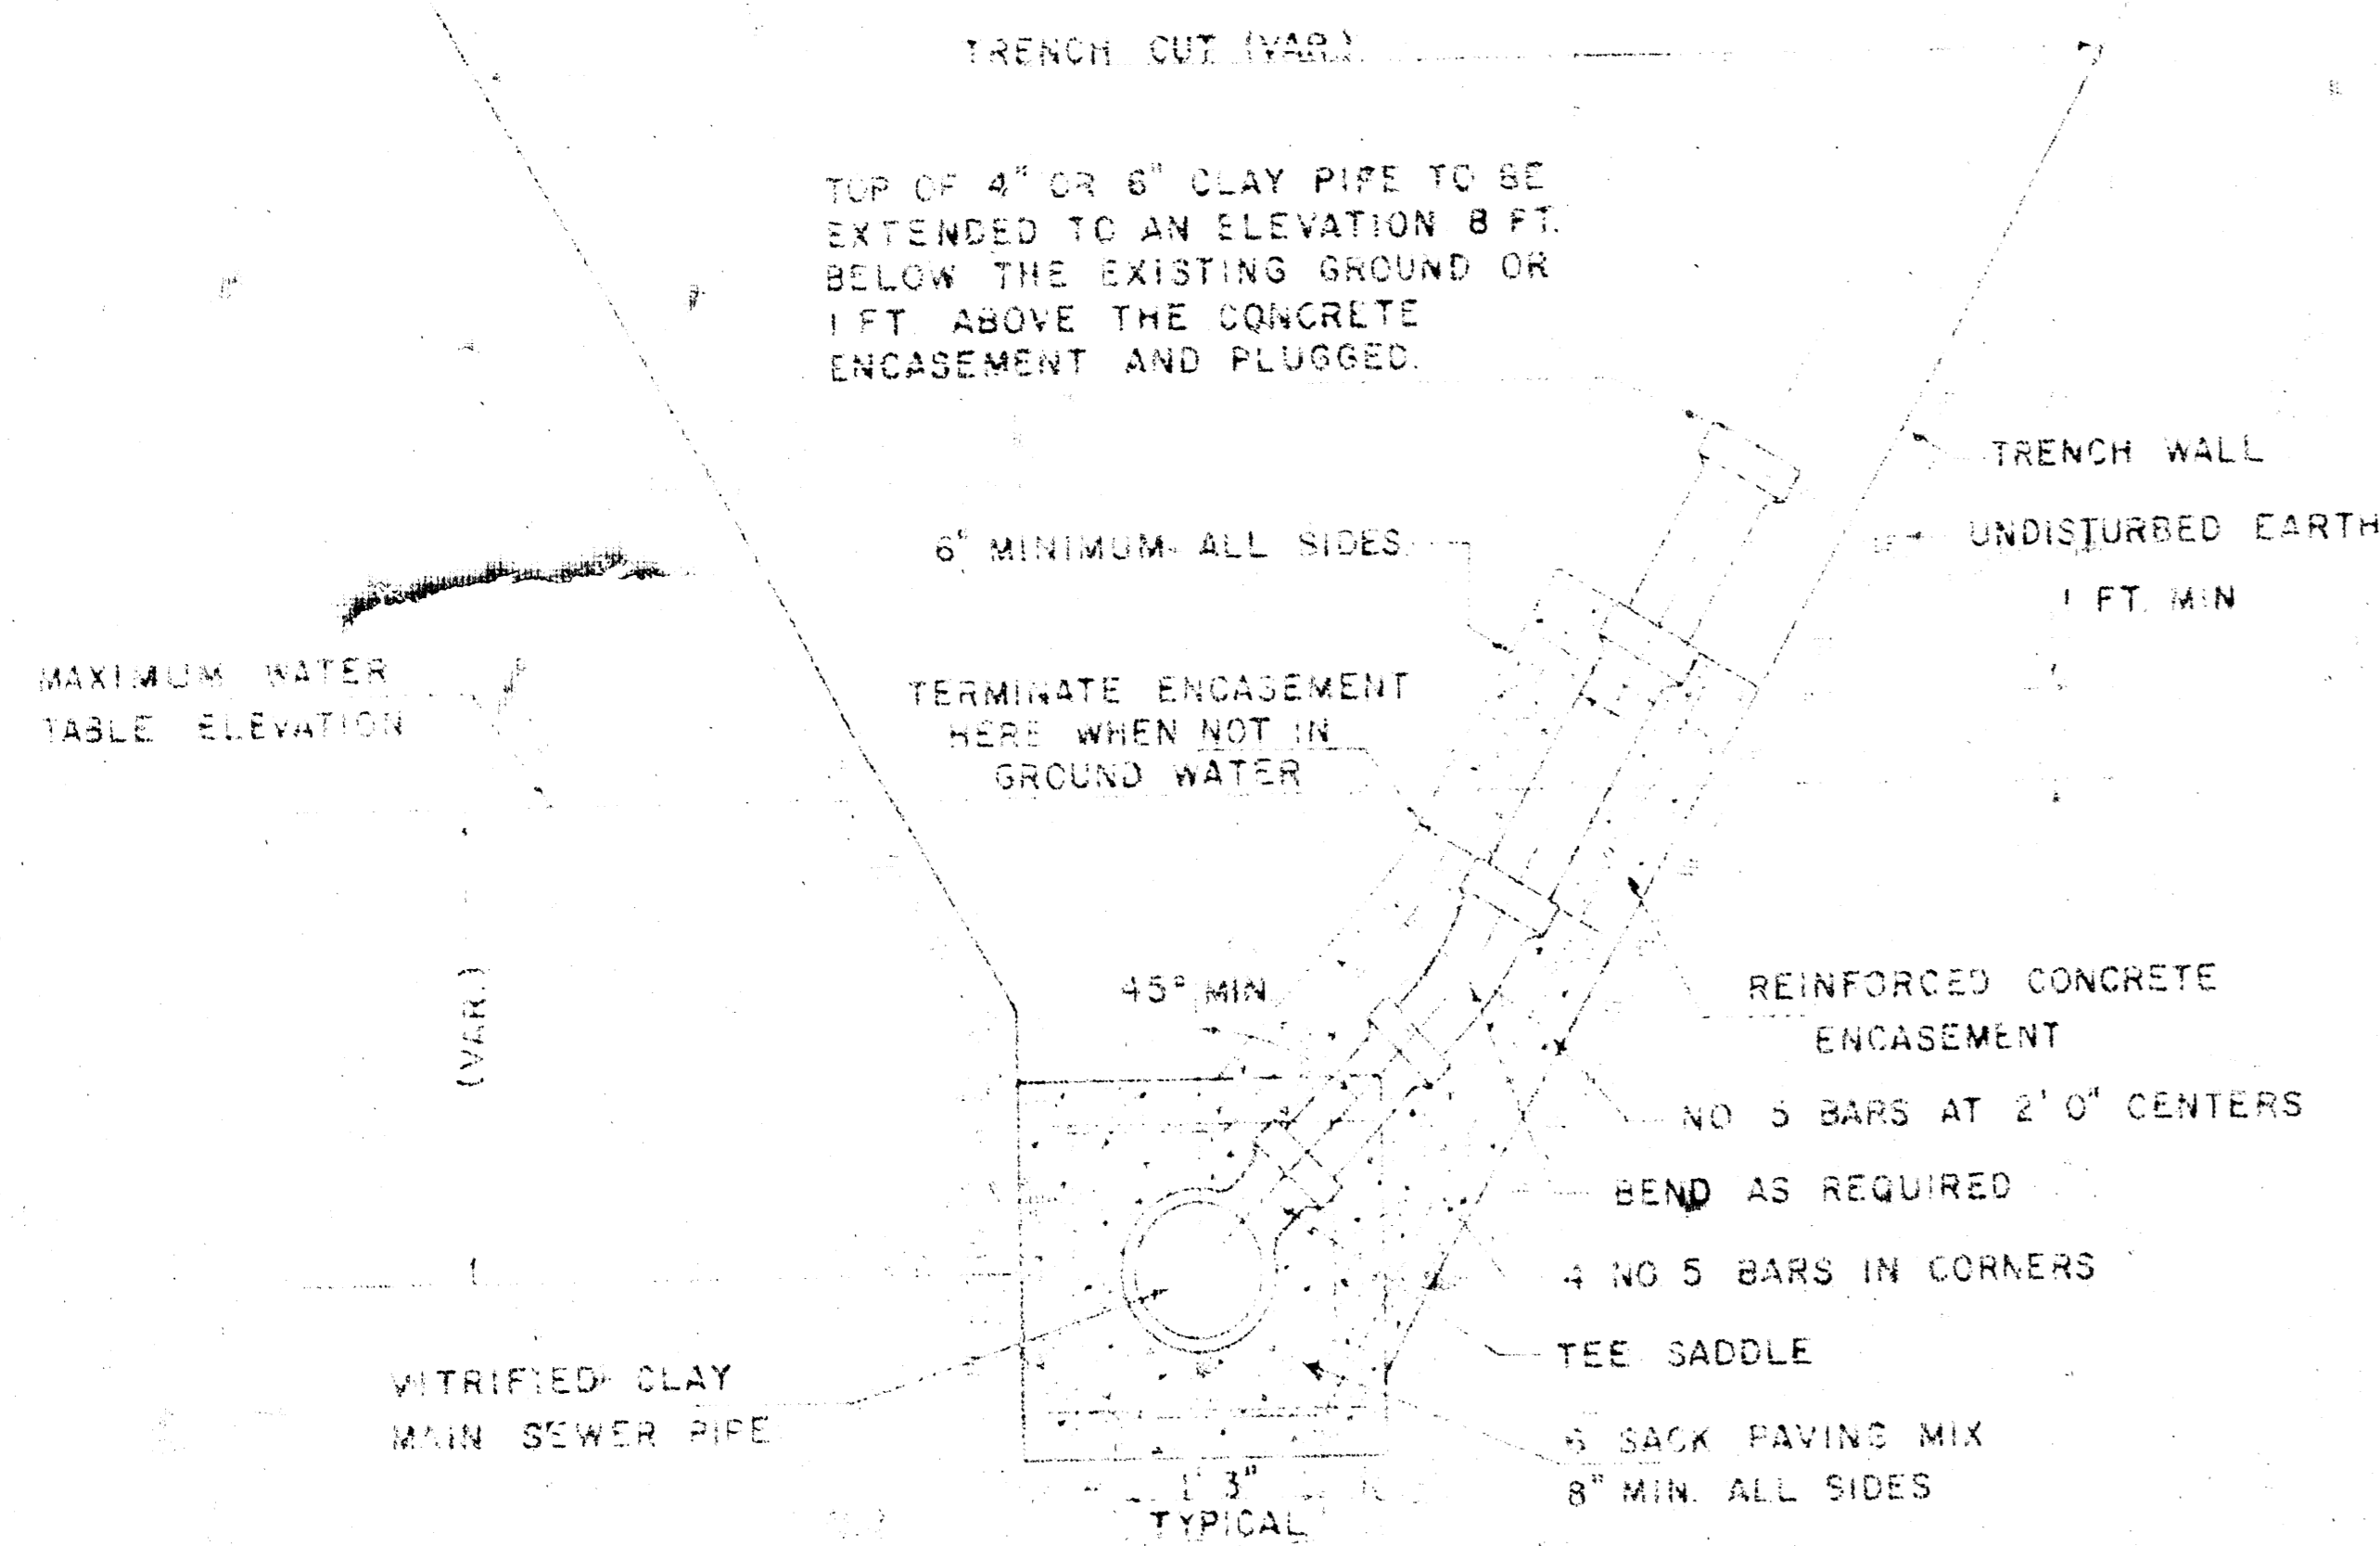 TRENCH CUT (VAR.)
TOP OF 4" OR 6" CLAY PIPE TO BE
EXTENDED TO AN ELEVATION 8 FT.
BELOW THE EXISTING GROUND OR
1 FT. ABOVE THE CONCRETE
ENCASEMENT AND PLUGGED.
TRENCH WALL
UNDISTURBED EARTH
1 FT. MIN
6" MINIMUM ALL SIDES
MAXIMUM WATER
TABLE ELEVATION
TERMINATE ENCASEMENT
HERE WHEN NOT IN
GROUND WATER
(VAR.)
45° MIN
REINFORCED CONCRETE
ENCASEMENT
NO 5 BARS AT 2' 0" CENTERS
BEND AS REQUIRED
4 NO 5 BARS IN CORNERS
TEE SADDLE
VITRIFIED CLAY
MAIN SEWER PIPE
6 SACK PAVING MIX
8" MIN. ALL SIDES
1' 3"
TYPICAL